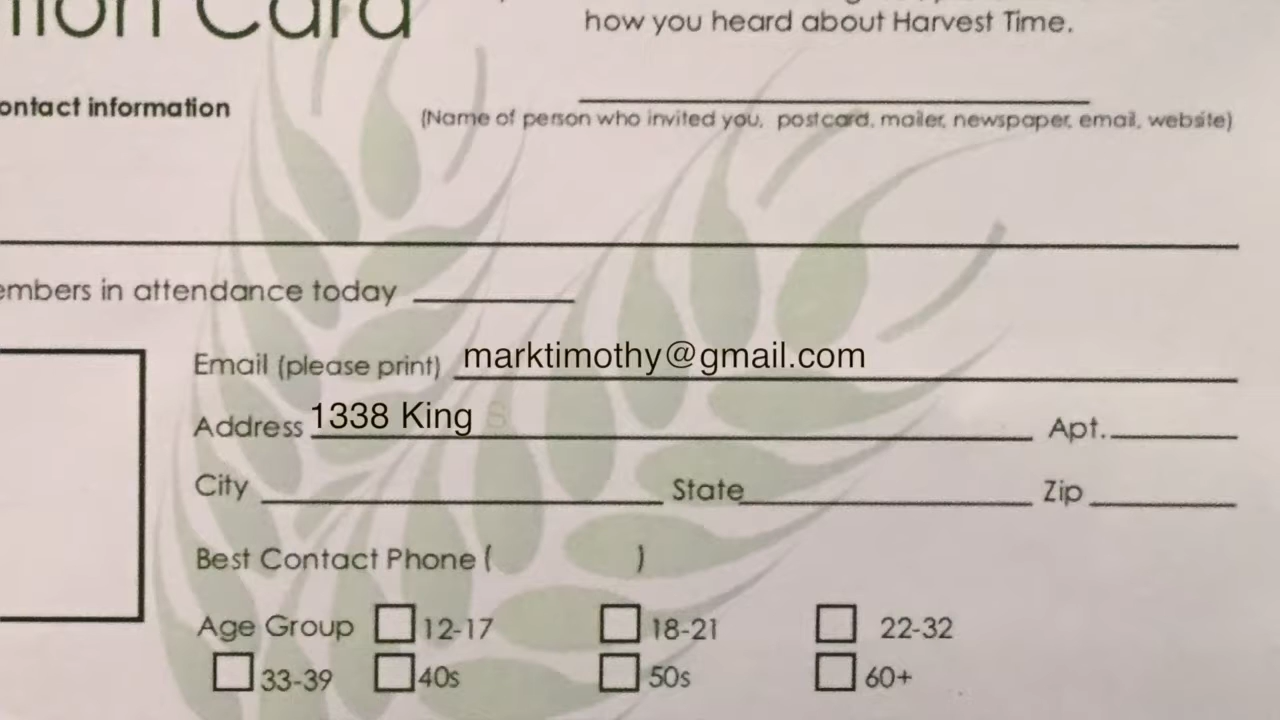 tion Card
how you heard about Harvest Time.
ontact information
(Name of person who invited you, postcard, mailer, newspaper, email, website)
embers in attendance today
Email (please print) marktimothy@gmail.com
Address 1338 King S Apt.
City State Zip
Best Contact Phone ( )
Age Group 12-17 18-21 22-32
33-39 40s 50s 60+